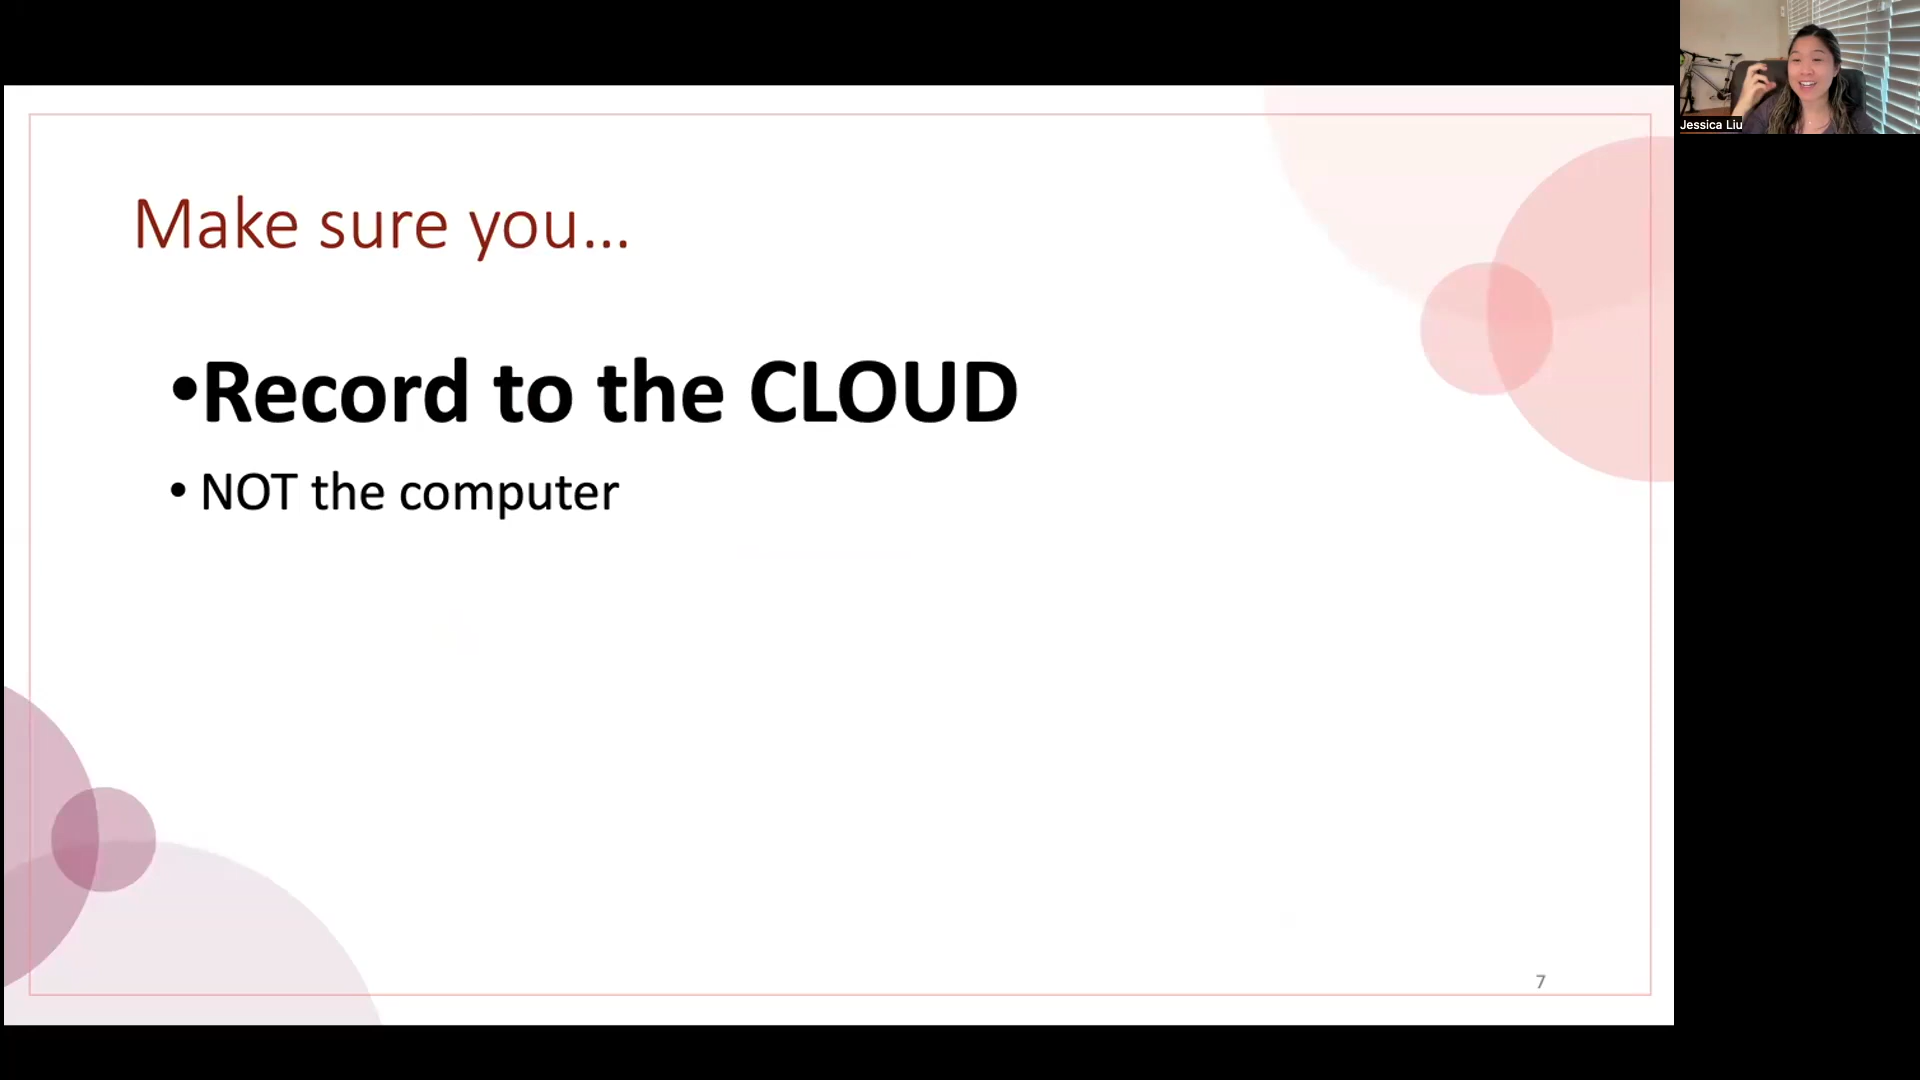 Make sure you...
•Record to the CLOUD
• NOT the computer
7
Jessica Liu